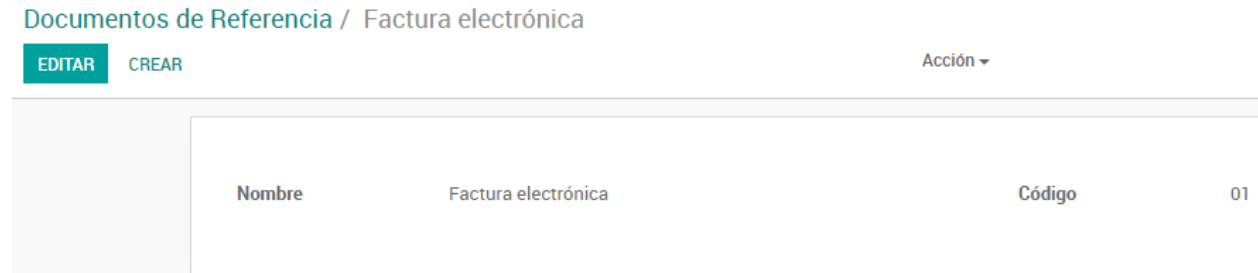 Documentos de Referencia / Factura electrónica
EDITAR CREAR Acción
Nombre Factura electrónica Código 01